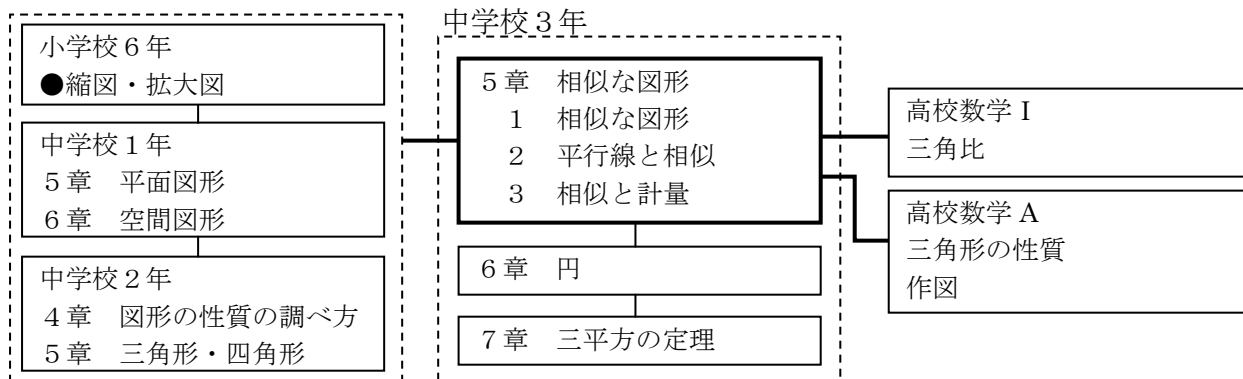 小学校６年
●縮図・拡大図
中学校１年
５章　平面図形
６章　空間図形
中学校２年
４章　図形の性質の調べ方
５章　三角形・四角形
中学校３年
５章　相似な図形
１　相似な図形
２　平行線と相似
３　相似と計量
６章　円
７章　三平方の定理
高校数学 I
三角比
高校数学 A
三角形の性質
作図